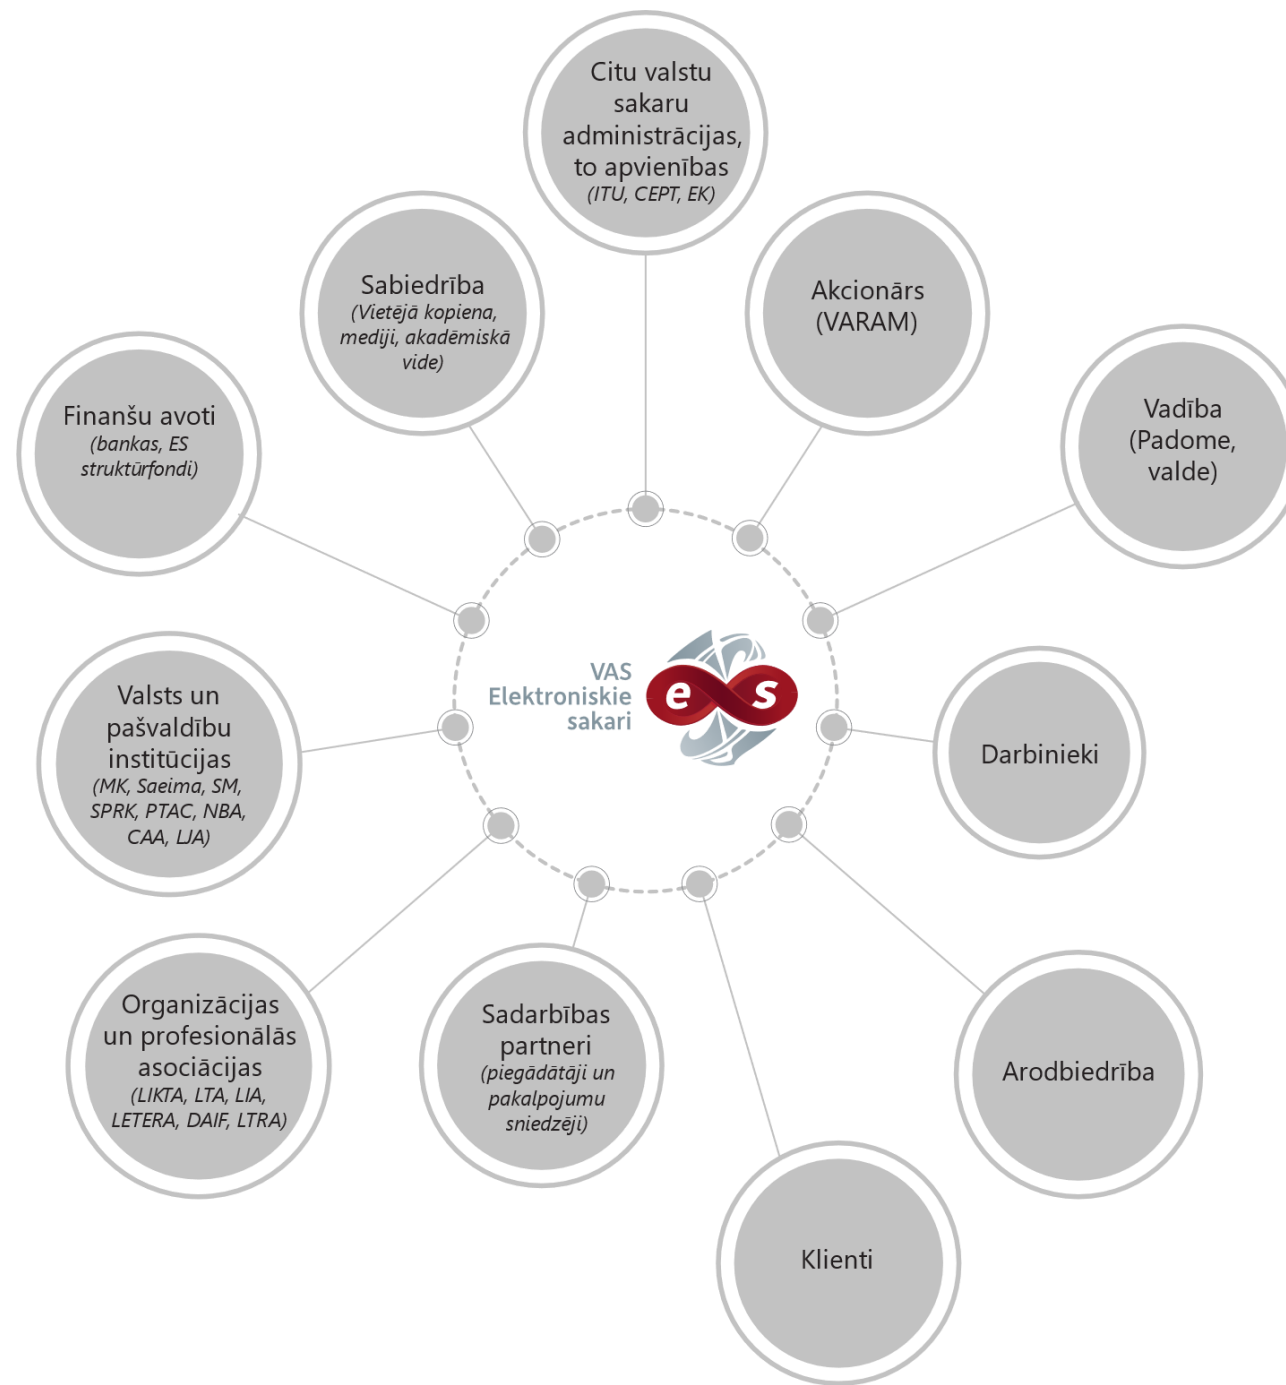 Citu valstu
sakaru
administrācijas,
to apvienības
(ITU, CEPT, EK)
Sabiedrība
(Vietējā kopiena,
mediji, akadēmiskā
vide)
Akcionārs
(VARAM)
Finanšu avoti
(bankas, ES
struktūrfondi)
Vadība
(Padome,
valde)
VAS
Elektroniskie
sakari
e s
Valsts un
pašvaldību
institūcijas
(MK, Saeima, SM,
SPRK, PTAC, NBA,
CAA, LJA)
Darbinieki
Organizācijas
un profesionālās
asociācijas
(LIKTA, LTA, LIA,
LETERA, DAIF, LTRA)
Sadarbības
partneri
(piegādātāji un
pakalpojumu
sniedzēji)
Arodbiedrība
Klienti